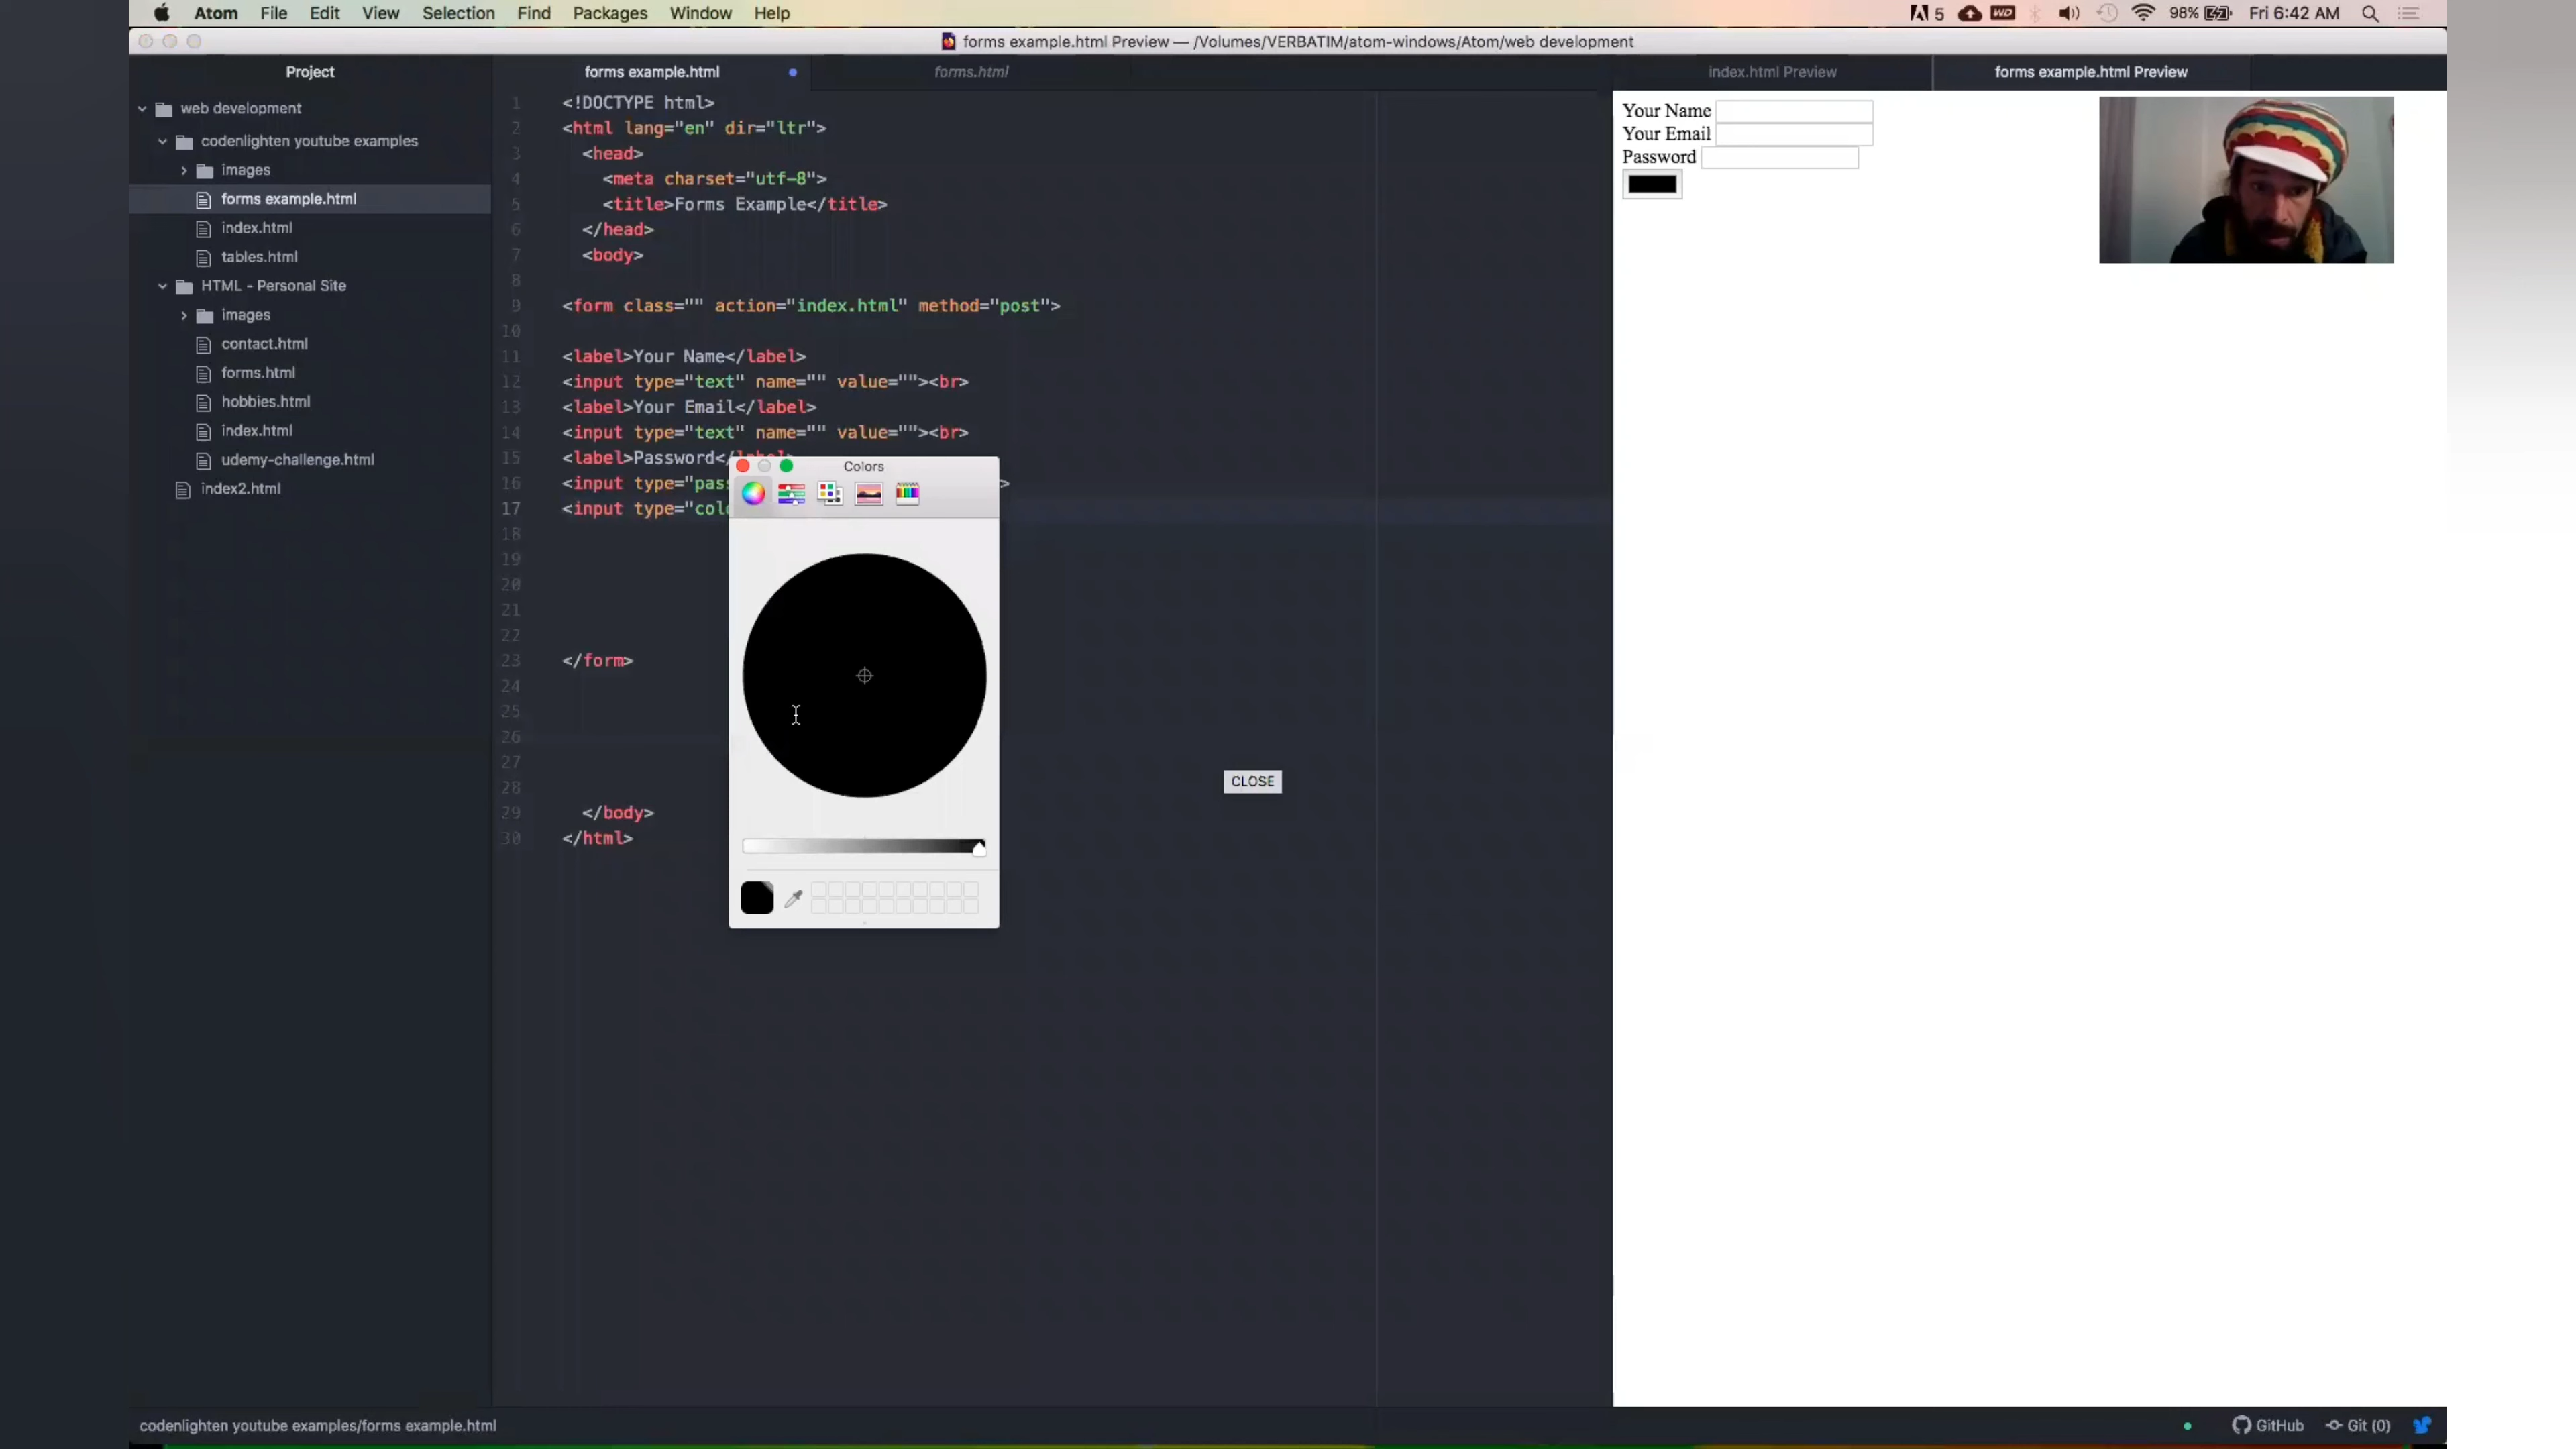 Atom File Edit View Selection Find Packages Window Help
5 WD 98% Fri 6:42 AM
forms example.html Preview — /Volumes/VERBATIM/atom-windows/Atom/web development
Project
web development
codenlighten youtube examples
images
forms example.html
index.html
tables.html
HTML - Personal Site
images
contact.html
forms.html
hobbies.html
index.html
udemy-challenge.html
index2.html
forms example.html
forms.html
1 <!DOCTYPE html>
2 <html lang="en" dir="ltr">
3 <head>
4 <meta charset="utf-8">
5 <title>Forms Example</title>
6 </head>
7 <body>
8
9 <form class="" action="index.html" method="post">
10
11 <label>Your Name</label>
12 <input type="text" name="" value=""><br>
13 <label>Your Email</label>
14 <input type="text" name="" value=""><br>
15 <label>Password</
16 <input type="pas >
17 <input type="col
18
19
20
21
22
23 </form>
24
25
26
27
28
29 </body>
30 </html>
Colors
CLOSE
index.html Preview
forms example.html Preview
Your Name
Your Email
Password
codenlighten youtube examples/forms example.html
GitHub Git (0)